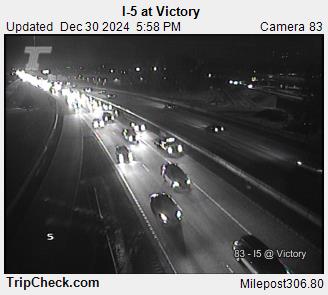 I-5 at Victory
Updated Dec 30 2024 5:58 PM Camera 83
S
83 - I5 @ Victory
TripCheck.com Milepost306.80